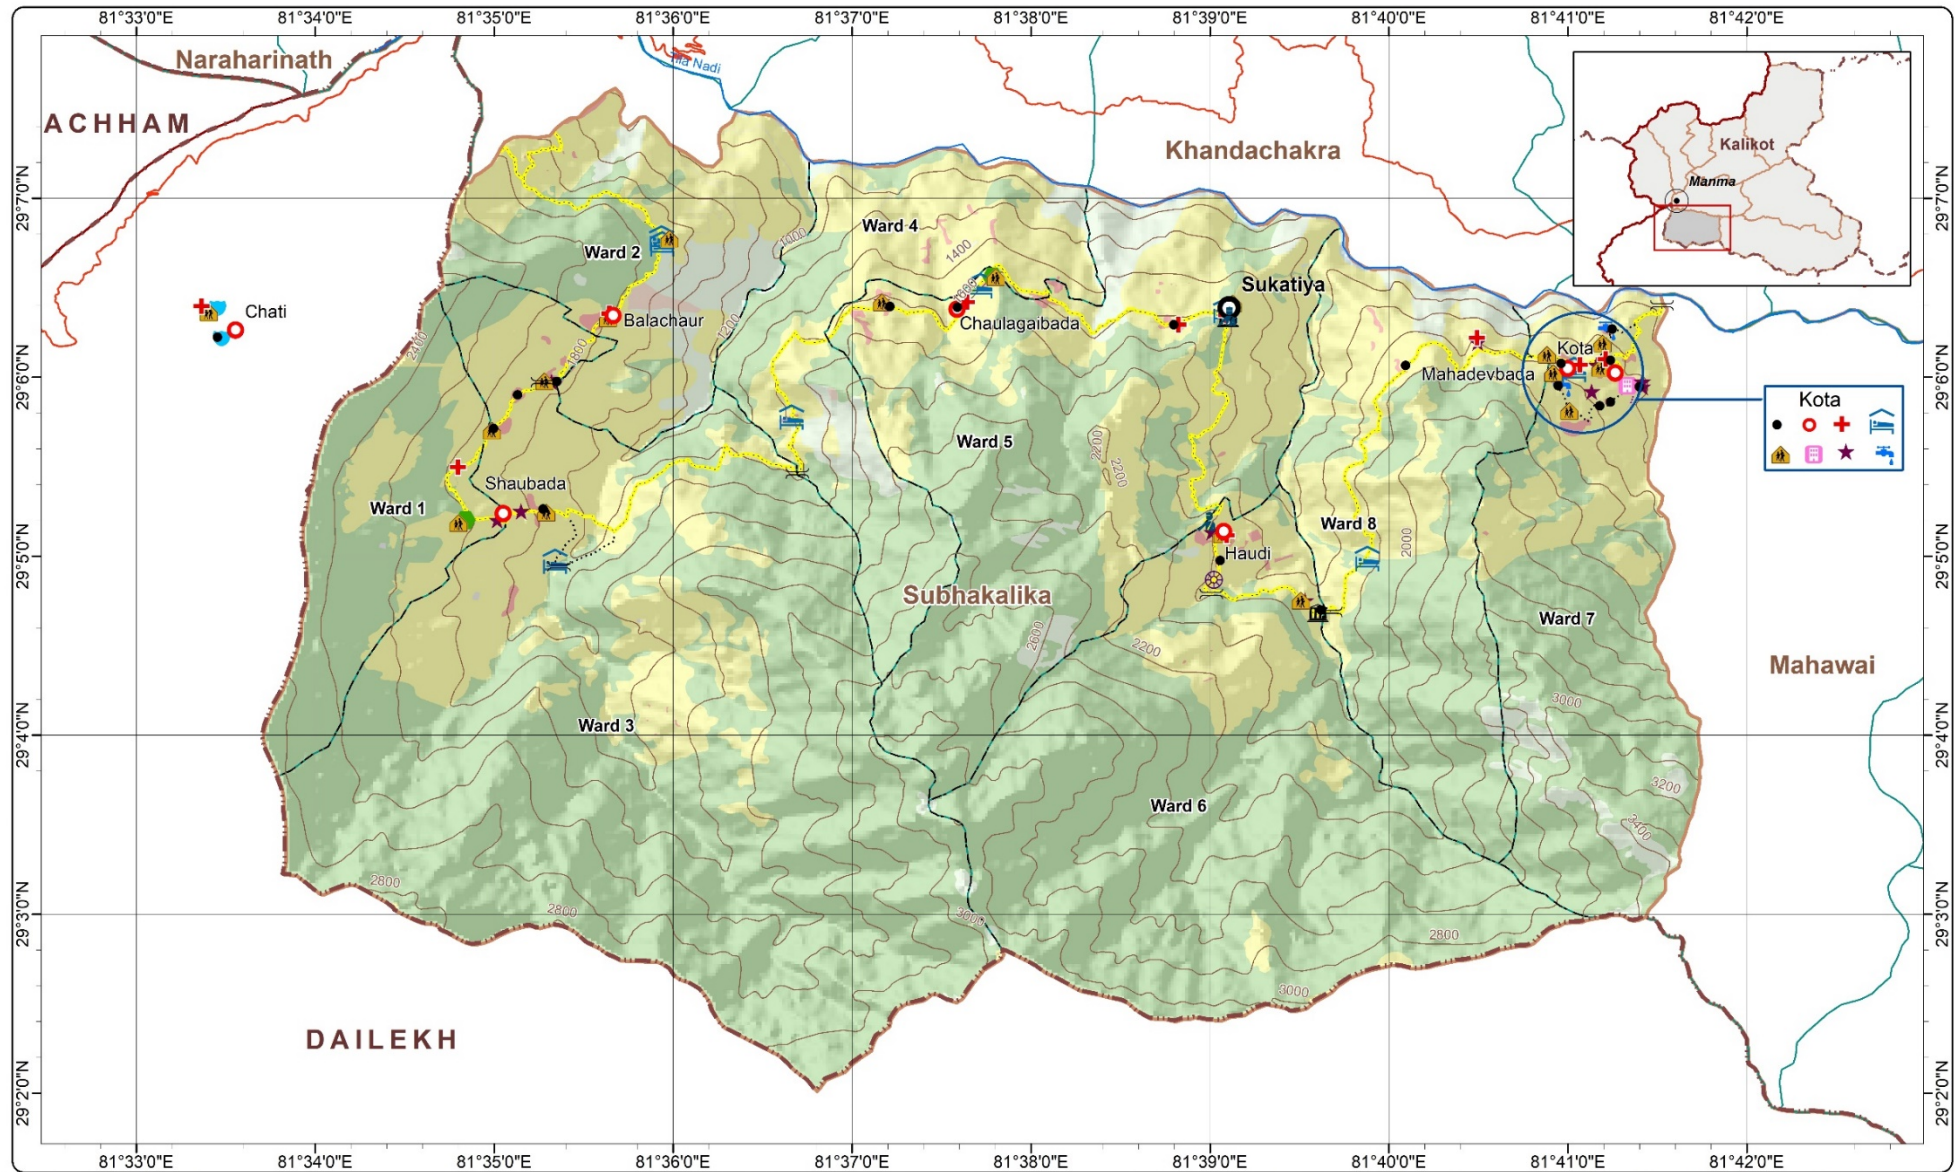 81°33'0"E 81°34'0"E 81°35'0"E 81°36'0"E 81°37'0"E 81°38'0"E 81°39'0"E 81°40'0"E 81°41'0"E 81°42'0"E
Naraharinath
Nadi
ACHHAM
Khandachakra
Kalikot
Manma
29°7'0"N
29°7'0"N
Ward 4
Ward 2
1000
1400
Sukatiya
Chati
Balachaur
1200
Chaulagaibada
2400
1800
Kota
Mahadevbada
29°6'0"N
29°6'0"N
Kota
Ward 5
2200
2200
Shaubada
Ward 1
Ward 8
2000
Haudi
29°5'0"N
29°5'0"N
Subhakalika
Ward 7
2600
2200
Mahawai
3000
Ward 3
29°4'0"N
29°4'0"N
3200
Ward 6
3400
2800
2800
3000
2800
29°3'0"N
29°3'0"N
3000
DAILEKH
29°2'0"N
29°2'0"N
81°33'0"E 81°34'0"E 81°35'0"E 81°36'0"E 81°37'0"E 81°38'0"E 81°39'0"E 81°40'0"E 81°41'0"E 81°42'0"E